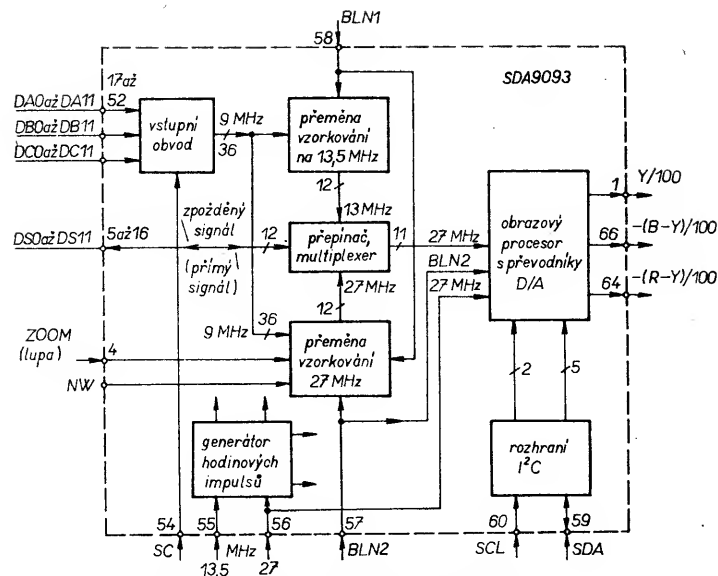 BLN1
58
SDA9093
17až
DA0až DA11
52
DB0až DB11
DC0až DC11
vstupní
obvod
9 MHz
36
přeměna
vzorkování
na 13,5 MHz
12
13 MHz
DS0až DS11
5až16
zpožděný
signál
(přímý
signál)
12
přepínač,
multiplexer
11
27 MHz
BLN2
27 MHz
obrazový
procesor
s převodníky
D/A
1
Y/100
66
-(B-Y)/100
64
-(R-Y)/100
27 MHz
12
36
9 MHz
ZOOM
(lupa)
4
NW
přeměna
vzorkování
27 MHz
2
5
generátor
hodinových
impulsů
rozhraní
I²C
54
55
56
57
60
59
SC
MHz
BLN2
SCL
SDA
13,5
27